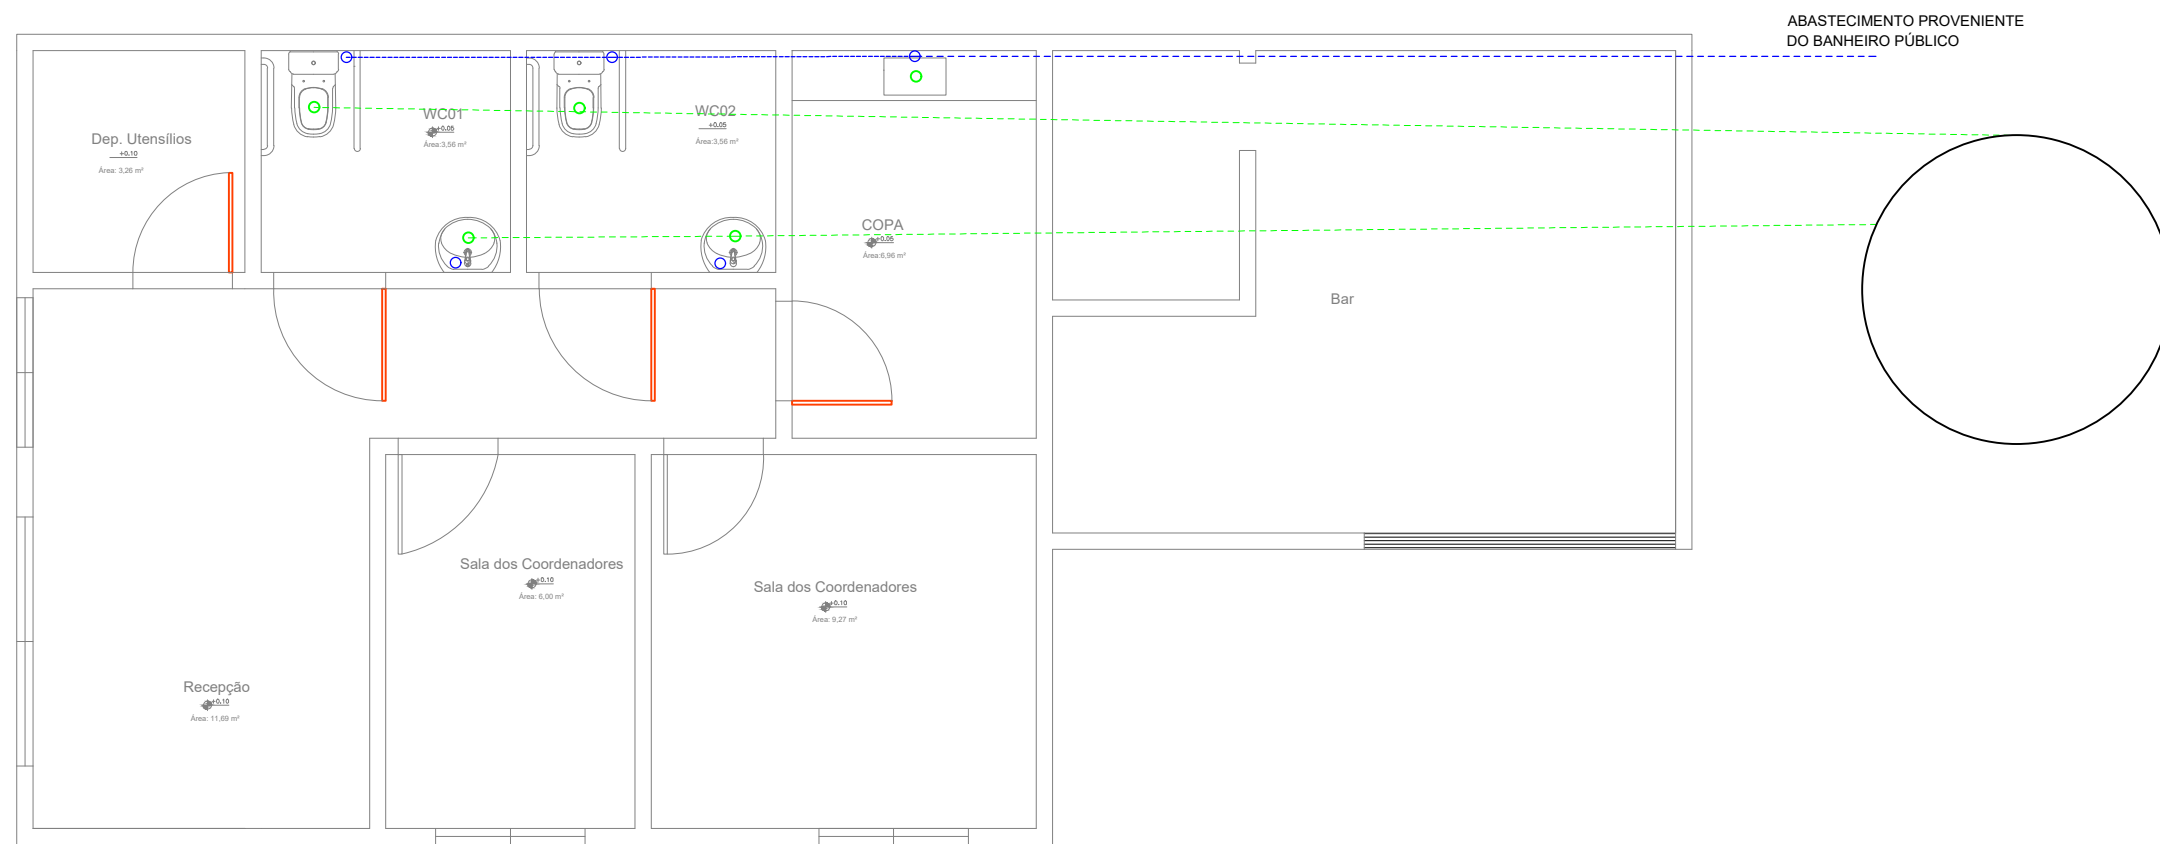 ABASTECIMENTO PROVENIENTE
DO BANHEIRO PÚBLICO
Dep. Utensílios
+0.10
Área: 3,26 m²
WC01
+0.05
Área:3,56 m²
WC02
+0.05
Área:3,56 m²
COPA
+0.05
Área:6,96 m²
Bar
Sala dos Coordenadores
+0.10
Área: 6,00 m²
Sala dos Coordenadores
+0.10
Área: 9,27 m²
Recepção
+0.10
Área: 11,69 m²